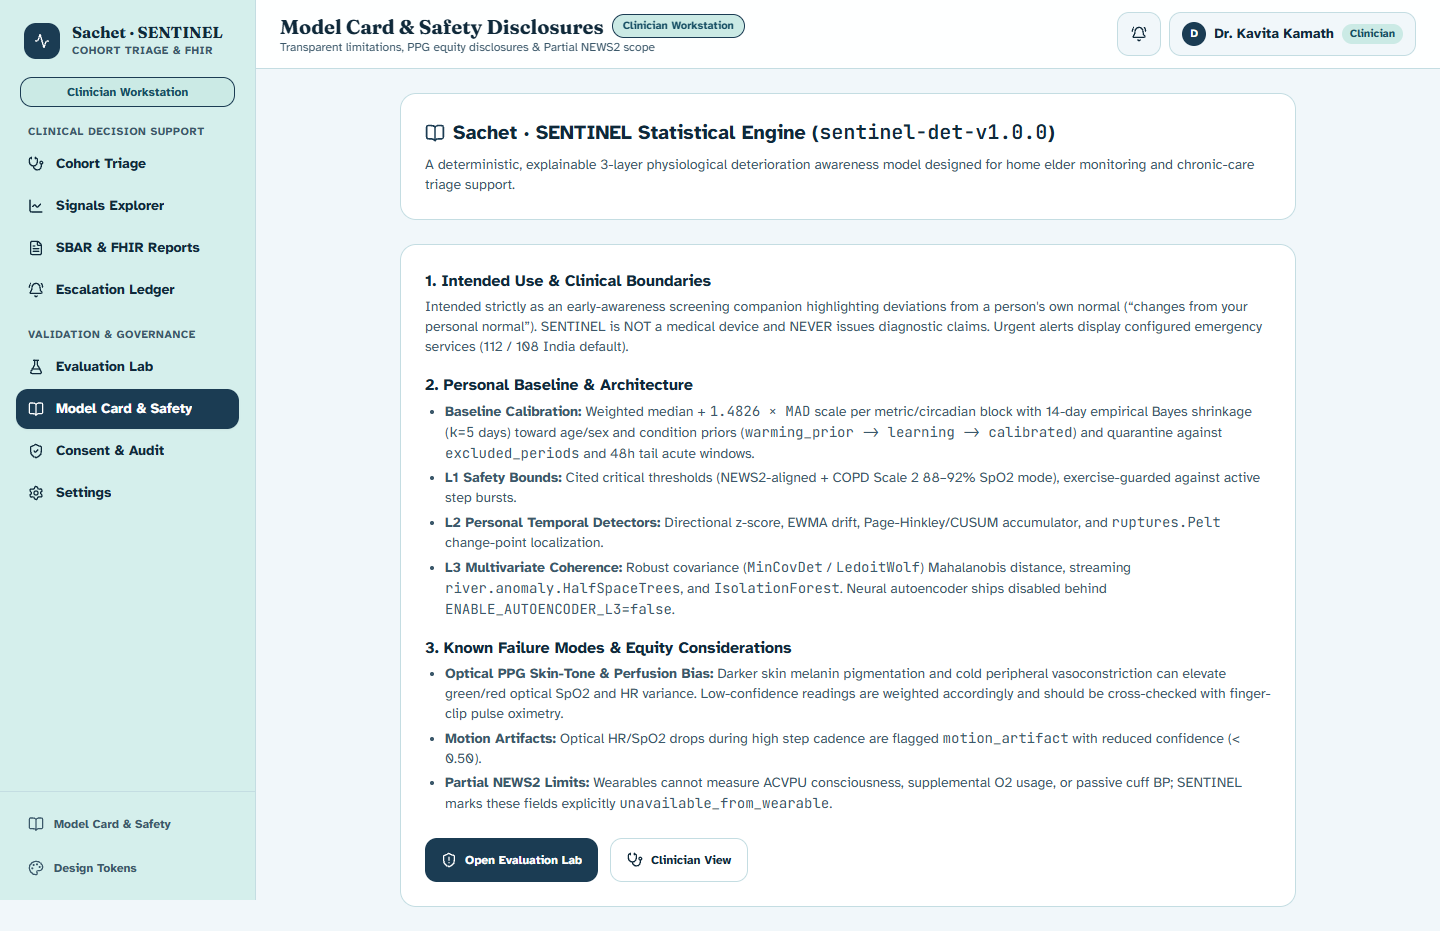 Sachet · SENTINEL
COHORT TRIAGE & FHIR
Clinician Workstation
CLINICAL DECISION SUPPORT
Cohort Triage
Signals Explorer
SBAR & FHIR Reports
Escalation Ledger
VALIDATION & GOVERNANCE
Evaluation Lab
Model Card & Safety
Consent & Audit
Settings
Model Card & Safety
Design Tokens
Model Card & Safety Disclosures
Clinician Workstation
Transparent limitations, PPG equity disclosures & Partial NEWS2 scope
D
Dr. Kavita Kamath
Clinician
Sachet · SENTINEL Statistical Engine (sentinel-det-v1.0.0)
A deterministic, explainable 3-layer physiological deterioration awareness model designed for home elder monitoring and chronic-care
triage support.
1. Intended Use & Clinical Boundaries
Intended strictly as an early-awareness screening companion highlighting deviations from a person's own normal (“changes from your
personal normal”). SENTINEL is NOT a medical device and NEVER issues diagnostic claims. Urgent alerts display configured emergency
services (112 / 108 India default).
2. Personal Baseline & Architecture
• Baseline Calibration: Weighted median + 1.4826 × MAD scale per metric/circadian block with 14-day empirical Bayes shrinkage
(k=5 days) toward age/sex and condition priors (warming_prior → learning → calibrated) and quarantine against
excluded_periods and 48h tail acute windows.
• L1 Safety Bounds: Cited critical thresholds (NEWS2-aligned + COPD Scale 2 88–92% SpO2 mode), exercise-guarded against active
step bursts.
• L2 Personal Temporal Detectors: Directional z-score, EWMA drift, Page-Hinkley/CUSUM accumulator, and ruptures.Pelt
change-point localization.
• L3 Multivariate Coherence: Robust covariance (MinCovDet / LedoitWolf) Mahalanobis distance, streaming
river.anomaly.HalfSpaceTrees, and IsolationForest. Neural autoencoder ships disabled behind
ENABLE_AUTOENCODER_L3=false.
3. Known Failure Modes & Equity Considerations
• Optical PPG Skin-Tone & Perfusion Bias: Darker skin melanin pigmentation and cold peripheral vasoconstriction can elevate
green/red optical SpO2 and HR variance. Low-confidence readings are weighted accordingly and should be cross-checked with finger-
clip pulse oximetry.
• Motion Artifacts: Optical HR/SpO2 drops during high step cadence are flagged motion_artifact with reduced confidence (<
0.50).
• Partial NEWS2 Limits: Wearables cannot measure ACVPU consciousness, supplemental O2 usage, or passive cuff BP; SENTINEL
marks these fields explicitly unavailable_from_wearable.
Open Evaluation Lab
Clinician View